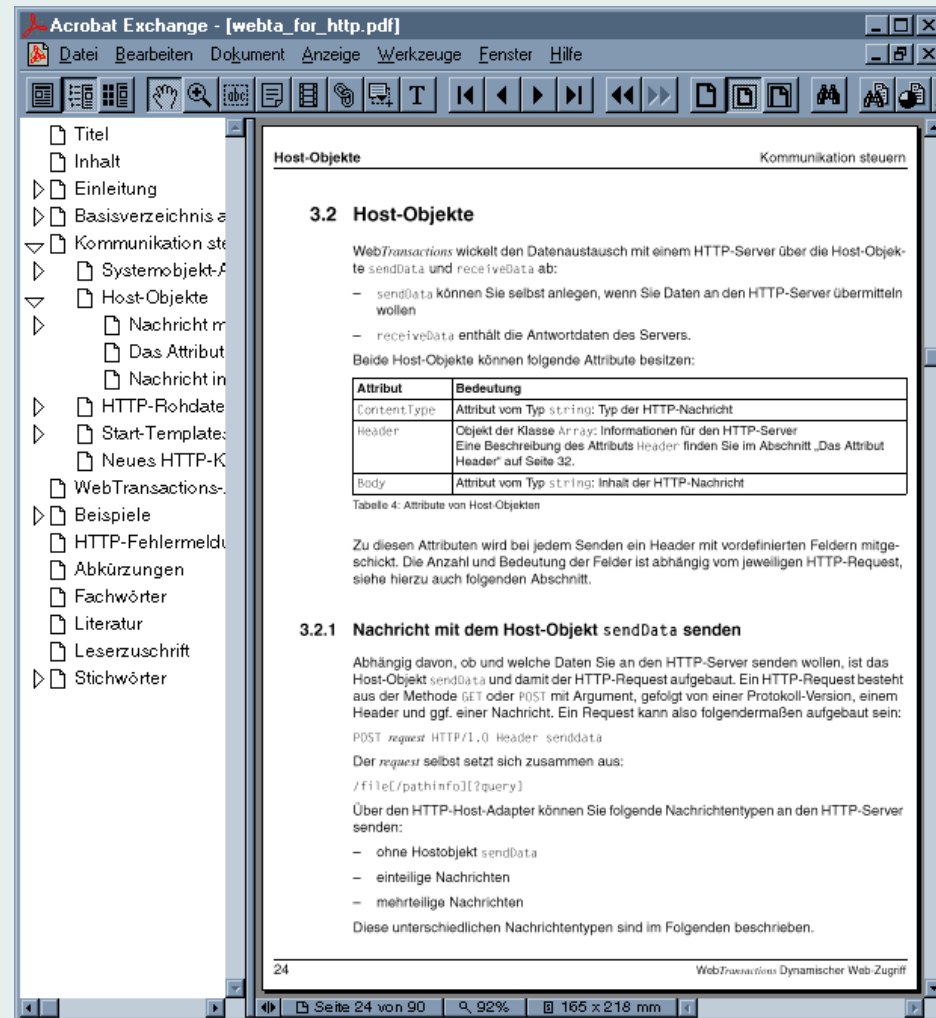 Acrobat Exchange - [webta_for_http.pdf]
Datei Bearbeiten Dokument Anzeige Werkzeuge Fenster Hilfe
abc T
Titel
Inhalt
Einleitung
Basisverzeichnis a
Kommunikation ste
Systemobjekt-A
Host-Objekte
Nachricht m
Das Attribut
Nachricht in
HTTP-Rohdate
Start-Templates
Neues HTTP-K
WebTransactions-
Beispiele
HTTP-Fehlermeldu
Abkürzungen
Fachwörter
Literatur
Leserzuschrift
Stichwörter
Host-Objekte Kommunikation steuern
3.2 Host-Objekte
WebTransactions wickelt den Datenaustausch mit einem HTTP-Server über die Host-Objek-
te sendData und receiveData ab:
– sendData können Sie selbst anlegen, wenn Sie Daten an den HTTP-Server übermitteln
wollen
– receiveData enthält die Antwortdaten des Servers.
Beide Host-Objekte können folgende Attribute besitzen:
Attribut Bedeutung
ContentType Attribut vom Typ string: Typ der HTTP-Nachricht
Header Objekt der Klasse Array: Informationen für den HTTP-Server
Eine Beschreibung des Attributs Header finden Sie im Abschnitt „Das Attribut
Header" auf Seite 32.
Body Attribut vom Typ string: Inhalt der HTTP-Nachricht
Tabelle 4: Attribute von Host-Objekten
Zu diesen Attributen wird bei jedem Senden ein Header mit vordefinierten Feldern mitge-
schickt. Die Anzahl und Bedeutung der Felder ist abhängig vom jeweiligen HTTP-Request,
siehe hierzu auch folgenden Abschnitt.
3.2.1 Nachricht mit dem Host-Objekt sendData senden
Abhängig davon, ob und welche Daten Sie an den HTTP-Server senden wollen, ist das
Host-Objekt sendData und damit der HTTP-Request aufgebaut. Ein HTTP-Request besteht
aus der Methode GET oder POST mit Argument, gefolgt von einer Protokoll-Version, einem
Header und ggf. einer Nachricht. Ein Request kann also folgendermaßen aufgebaut sein:
POST request HTTP/1.0 Header senddata
Der request selbst setzt sich zusammen aus:
/file[/pathinfo][?query]
Über den HTTP-Host-Adapter können Sie folgende Nachrichtentypen an den HTTP-Server
senden:
– ohne Hostobjekt sendData
– einteilige Nachrichten
– mehrteilige Nachrichten
Diese unterschiedlichen Nachrichtentypen sind im Folgenden beschrieben.
24 WebTransactions Dynamischer Web-Zugriff
Seite 24 von 90 92% 165 x 218 mm